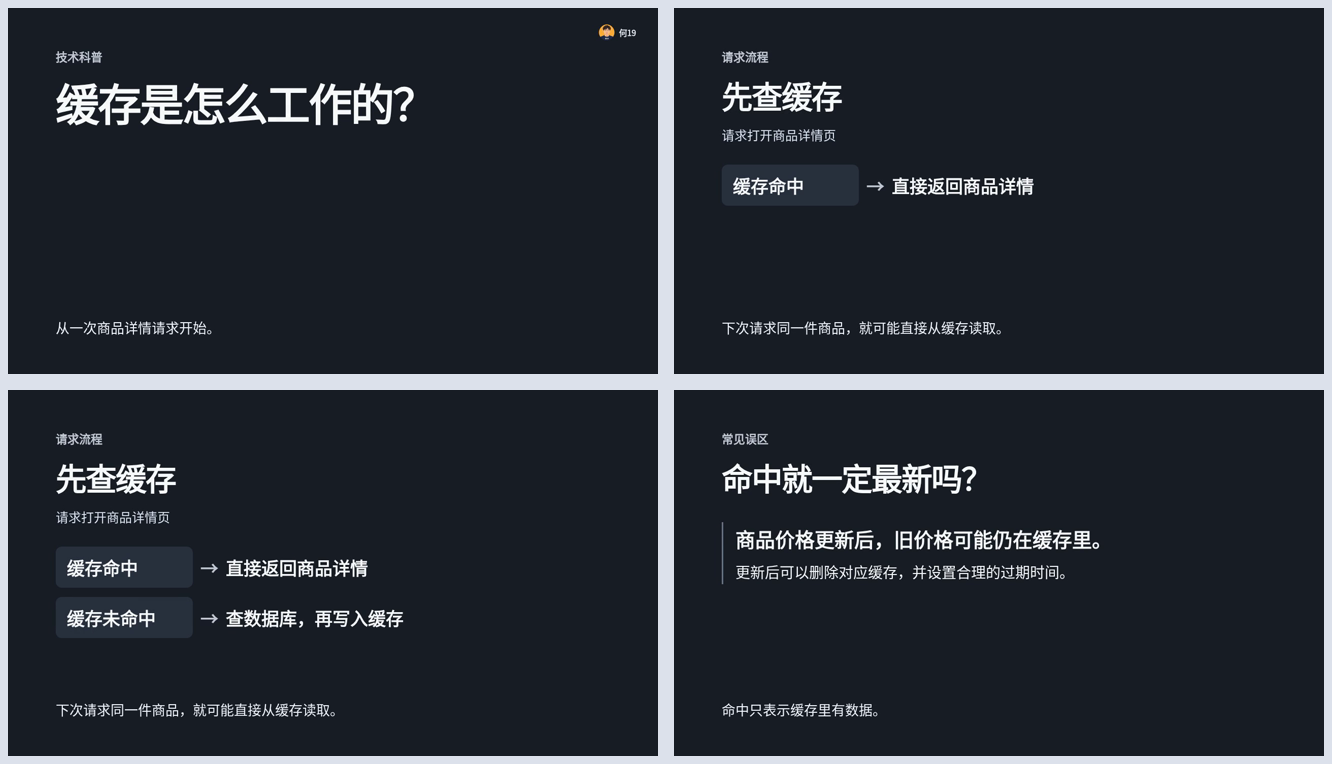 何19
技术科普
缓存是怎么工作的？
从一次商品详情请求开始。
请求流程
先查缓存
请求打开商品详情页
缓存命中 → 直接返回商品详情
下次请求同一件商品，就可能直接从缓存读取。
请求流程
先查缓存
请求打开商品详情页
缓存命中 → 直接返回商品详情
缓存未命中 → 查数据库，再写入缓存
下次请求同一件商品，就可能直接从缓存读取。
常见误区
命中就一定最新吗？
商品价格更新后，旧价格可能仍在缓存里。
更新后可以删除对应缓存，并设置合理的过期时间。
命中只表示缓存里有数据。